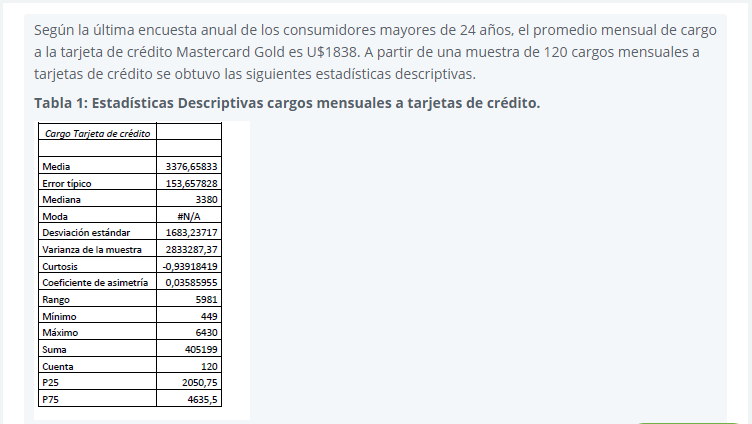 Según la última encuesta anual de los consumidores mayores de 24 años, el promedio mensual de cargo
a la tarjeta de crédito Mastercard Gold es U$1838. A partir de una muestra de 120 cargos mensuales a
tarjetas de crédito se obtuvo las siguientes estadísticas descriptivas.
Tabla 1: Estadísticas Descriptivas cargos mensuales a tarjetas de crédito.
Cargo Tarjeta de crédito
Media 3376,65833
Error típico 153,657828
Mediana 3380
Moda #N/A
Desviación estándar 1683,23717
Varianza de la muestra 2833287,37
Curtosis -0,93918419
Coeficiente de asimetría 0,03585955
Rango 5981
Mínimo 449
Máximo 6430
Suma 405199
Cuenta 120
P25 2050,75
P75 4635,5